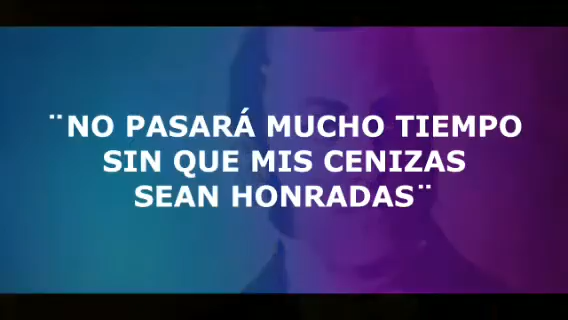 ¨NO PASARÁ MUCHO TIEMPO
SIN QUE MIS CENIZAS
SEAN HONRADAS¨